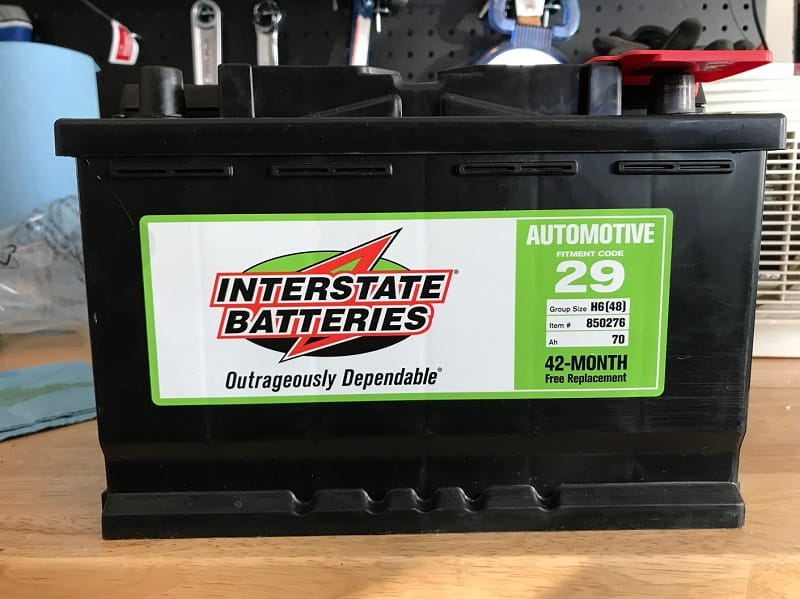 INTERSTATE®
BATTERIES
Outrageously Dependable®
AUTOMOTIVE
FITMENT CODE
29
Group Size H6(48)
Item # 850276
Ah 70
42-MONTH
Free Replacement